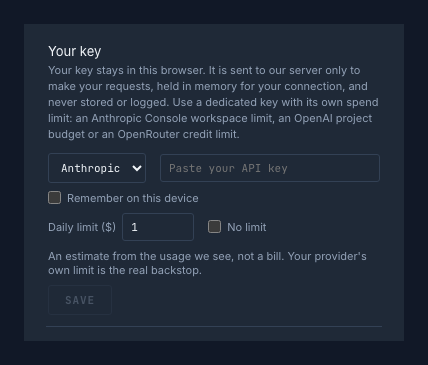 Your key
Your key stays in this browser. It is sent to our server only to
make your requests, held in memory for your connection, and
never stored or logged. Use a dedicated key with its own spend
limit: an Anthropic Console workspace limit, an OpenAI project
budget or an OpenRouter credit limit.
Anthropic Paste your API key
Remember on this device
Daily limit ($) 1 No limit
An estimate from the usage we see, not a bill. Your provider's
own limit is the real backstop.
SAVE